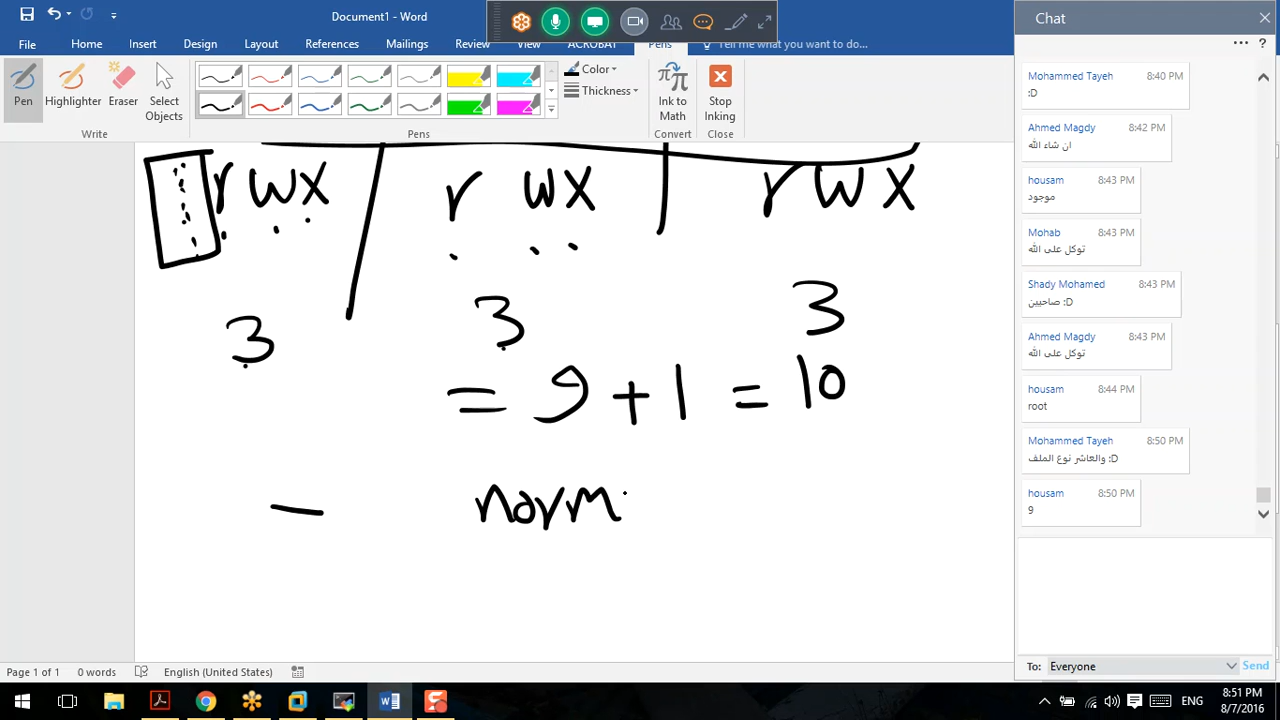 Document1 - Word
File Home Insert Design Layout References Mailings Review View ACROBAT Pens Tell me what you want to do...
Pen Highlighter Eraser Select Objects
Color
Thickness
Ink to Math
Stop Inking
Write Pens Convert Close
r w x r w x r w x
3 3 3
= 9 + 1 = 10
— norm
Chat
Mohammed Tayeh 8:40 PM
:D
Ahmed Magdy 8:42 PM
ان شاء الله
housam 8:43 PM
موجود
Mohab 8:43 PM
توكل على الله
Shady Mohamed 8:43 PM
صاحيين :D
Ahmed Magdy 8:43 PM
توكل على الله
housam 8:44 PM
root
Mohammed Tayeh 8:50 PM
والعاشر نوع الملف :D
housam 8:50 PM
9
To: Everyone Send
Page 1 of 1 0 words English (United States)
ENG 8:51 PM
8/7/2016